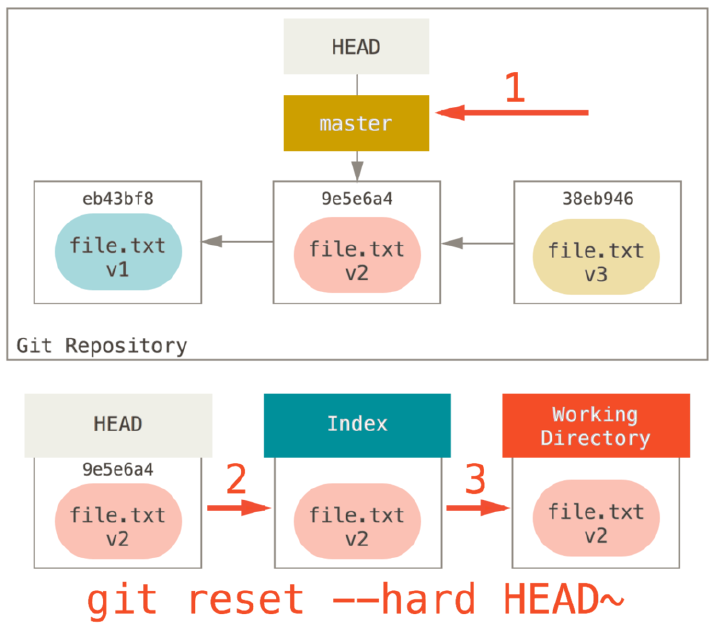 HEAD
1
master
eb43bf8
9e5e6a4
38eb946
file.txt
v1
file.txt
v2
file.txt
v3
Git Repository
HEAD
Index
Working
Directory
9e5e6a4
2
3
file.txt
v2
file.txt
v2
file.txt
v2
git reset --hard HEAD~